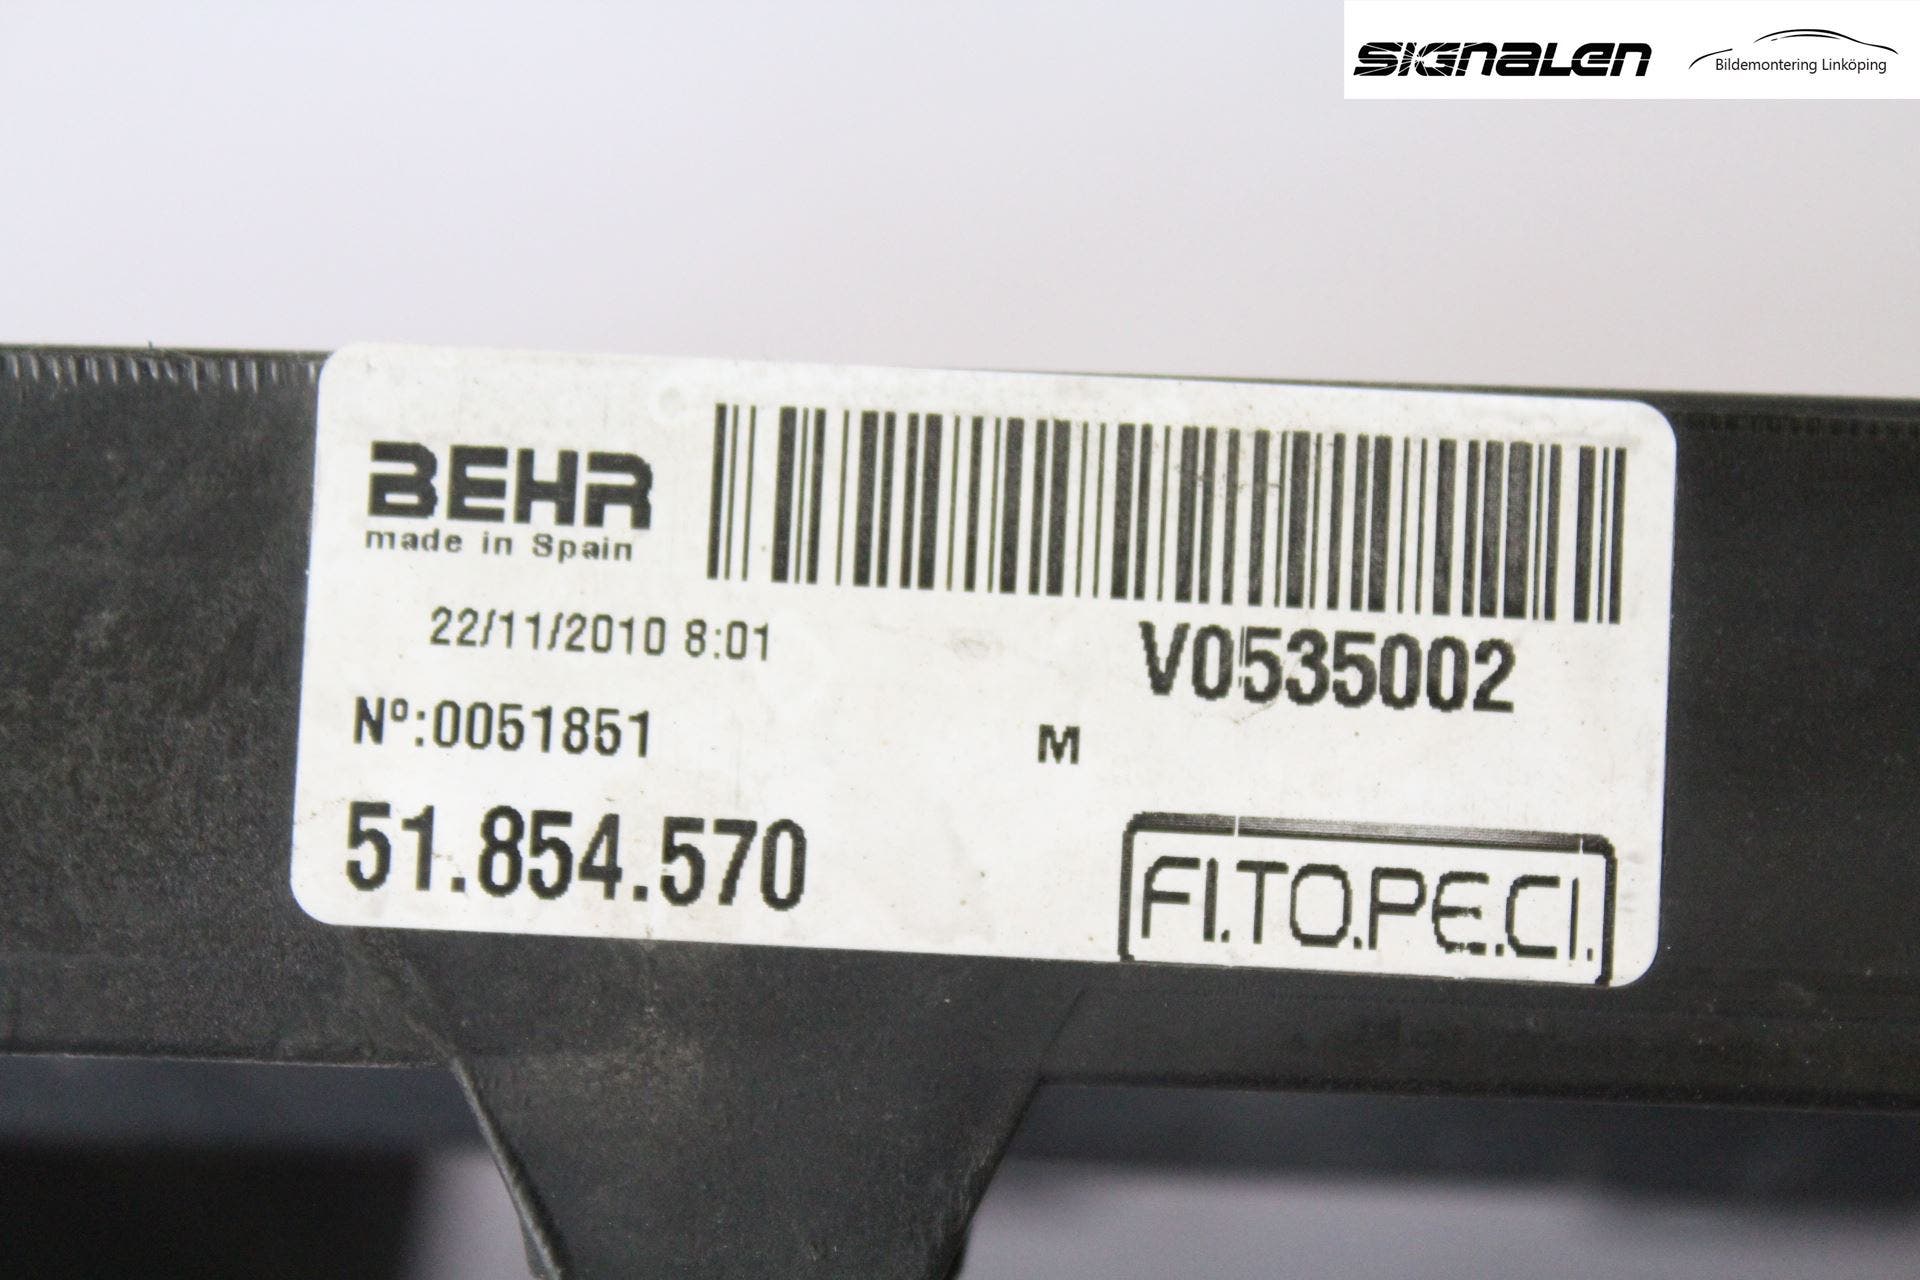 SIGNALEN
Bildemontering Linköping
BEHR
made in Spain
22/11/2010 8:01
V0535002
Nº:0051851
M
51.854.570
FI.TO.PE.CI.